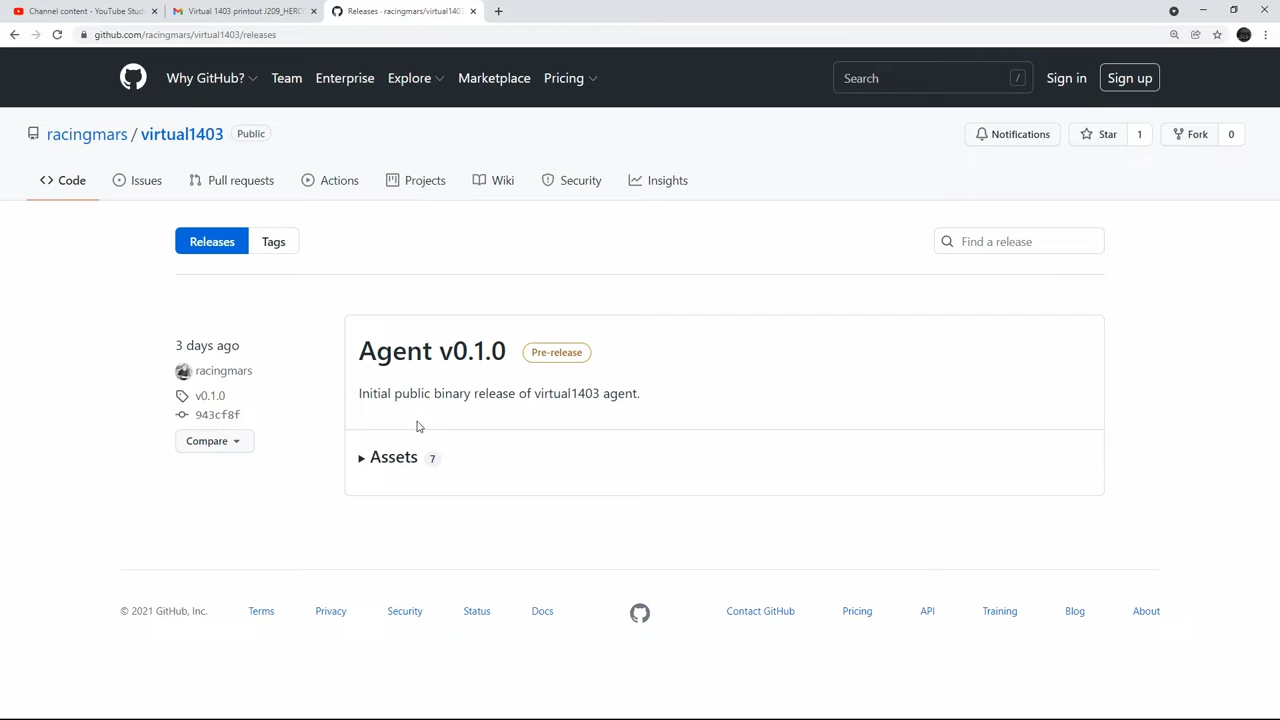 Channel content - YouTube Stud
Virtual 1403 printout J209_HERC
Releases · racingmars/virtual140
github.com/racingmars/virtual1403/releases
Why GitHub? Team Enterprise Explore Marketplace Pricing Search / Sign in Sign up
racingmars / virtual1403 Public Notifications Star 1 Fork 0
Code Issues Pull requests Actions Projects Wiki Security Insights
Releases Tags Find a release
3 days ago
racingmars
v0.1.0
943cf8f
Compare
Agent v0.1.0 Pre-release
Initial public binary release of virtual1403 agent.
Assets 7
© 2021 GitHub, Inc. Terms Privacy Security Status Docs Contact GitHub Pricing API Training Blog About